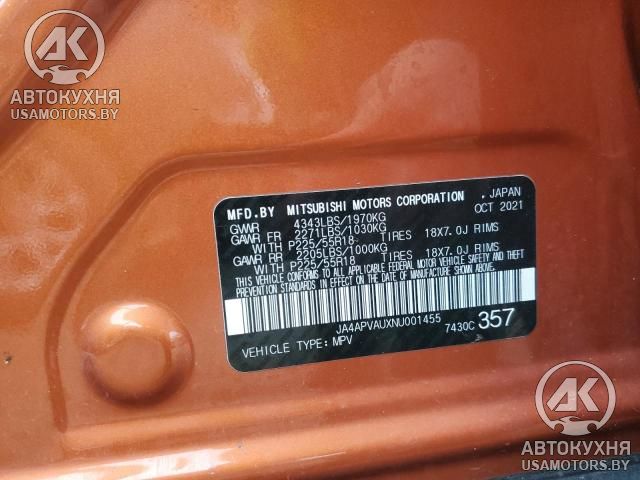 АК
АВТОКУХНЯ
USAMOTORS.BY
MFD.BY MITSUBISHI MOTORS CORPORATION JAPAN
GVWR 4343LBS/1970KG OCT 2021
GAWR FR 2271LBS/1030KG
WITH P225/55R18 TIRES 18X7.0J RIMS
GAWR RR 2205LBS/1000KG
WITH P225/55R18 TIRES 18X7.0J RIMS
THIS VEHICLE CONFORMS TO ALL APPLICABLE FEDERAL MOTOR VEHICLE SAFETY AND THEFT
PREVENTION STANDARDS IN EFFECT ON THE DATE OF MANUFACTURE SHOWN ABOVE.
JA4APVAUXNU001455 7430C 357
VEHICLE TYPE: MPV
АК
АВТОКУХНЯ
USAMOTORS.BY